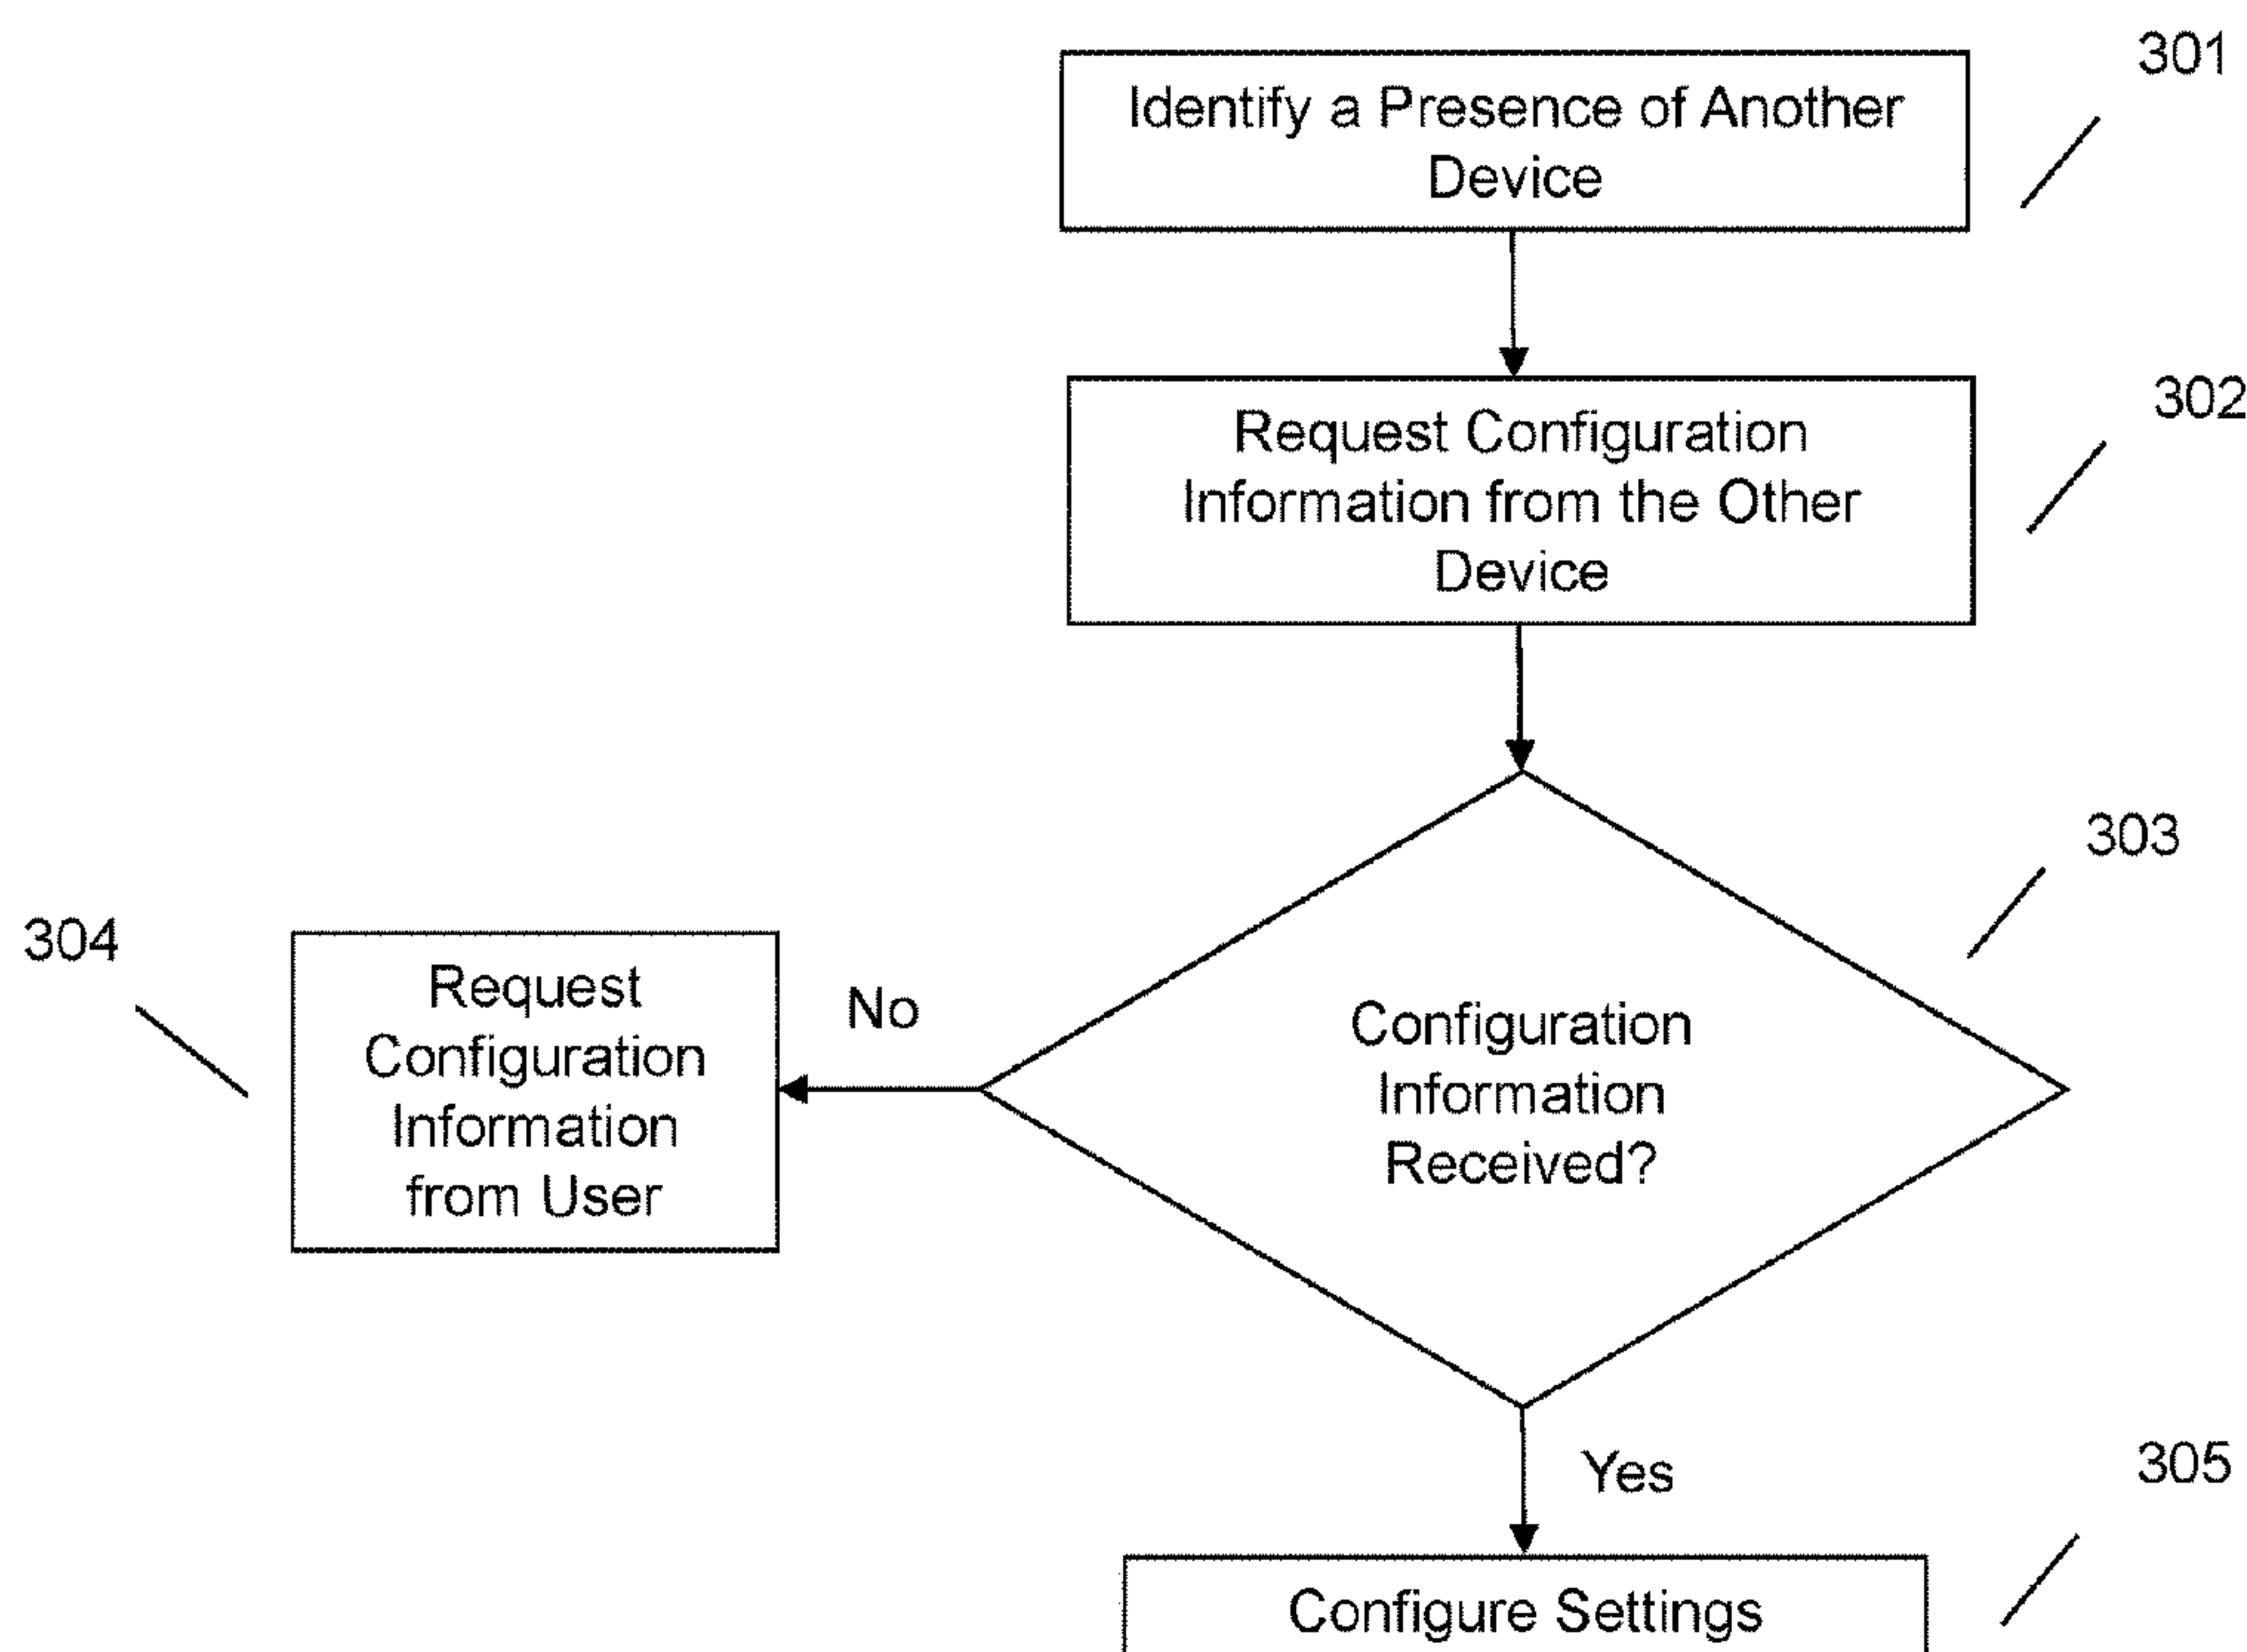 301
Identify a Presence of Another
Device
302
Request Configuration
Information from the Other
Device
303
Configuration
Information
Received?
304
Request
Configuration
Information
from User
No
Yes
305
Configure Settings